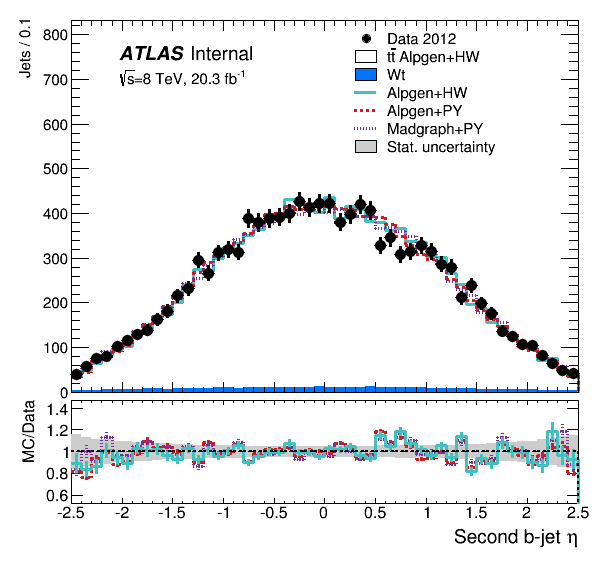 Jets / 0.1
800
700
600
500
400
300
200
100
0
ATLAS Internal
√s=8 TeV, 20.3 fb⁻¹
Data 2012
tt̄ Alpgen+HW
Wt
Alpgen+HW
Alpgen+PY
Madgraph+PY
Stat. uncertainty
MC/Data
1.4
1.2
1
0.8
0.6
-2.5 -2 -1.5 -1 -0.5 0 0.5 1 1.5 2 2.5
Second b-jet η